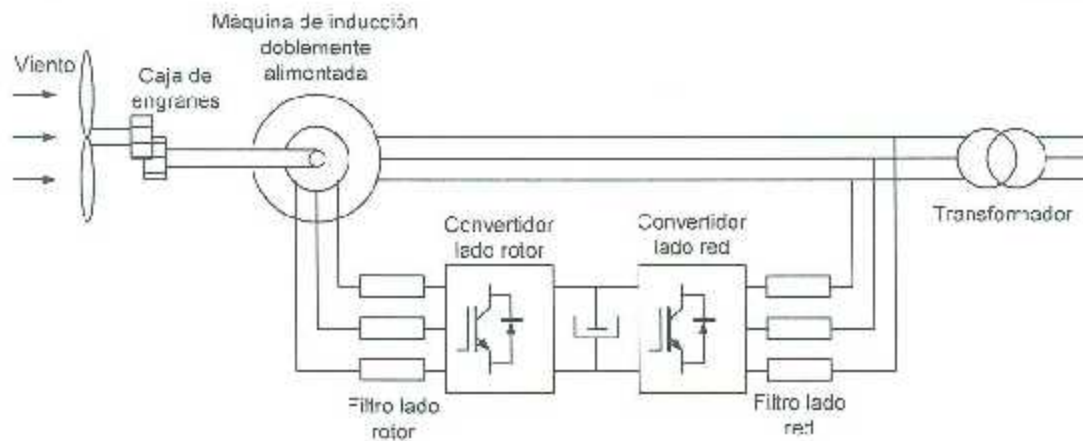 Máquina de inducción
doblemente
alimontada
Viento
Caja de
engranes
Transformador
Convertidor
lado rotor
Convertidor
lado red
Filtro lado
rotor
Filtro lado
red